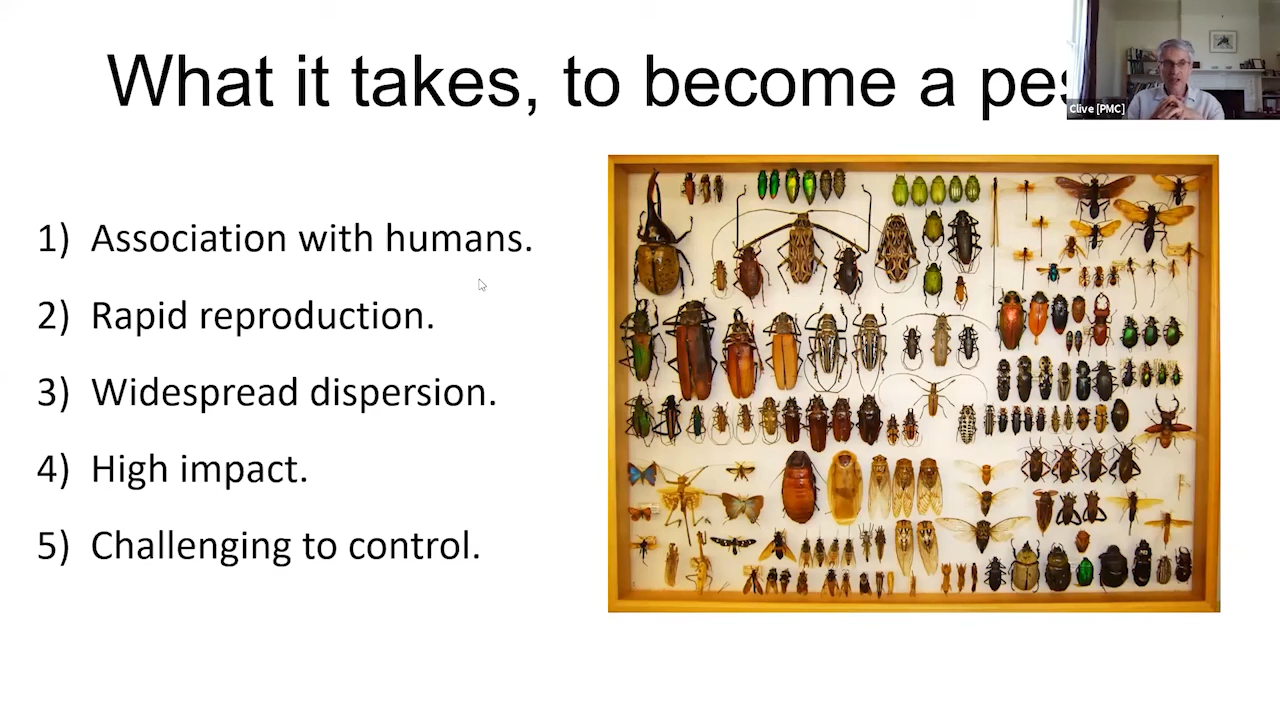 What it takes, to become a pes
Clive [PMC]
1) Association with humans.
2) Rapid reproduction.
3) Widespread dispersion.
4) High impact.
5) Challenging to control.